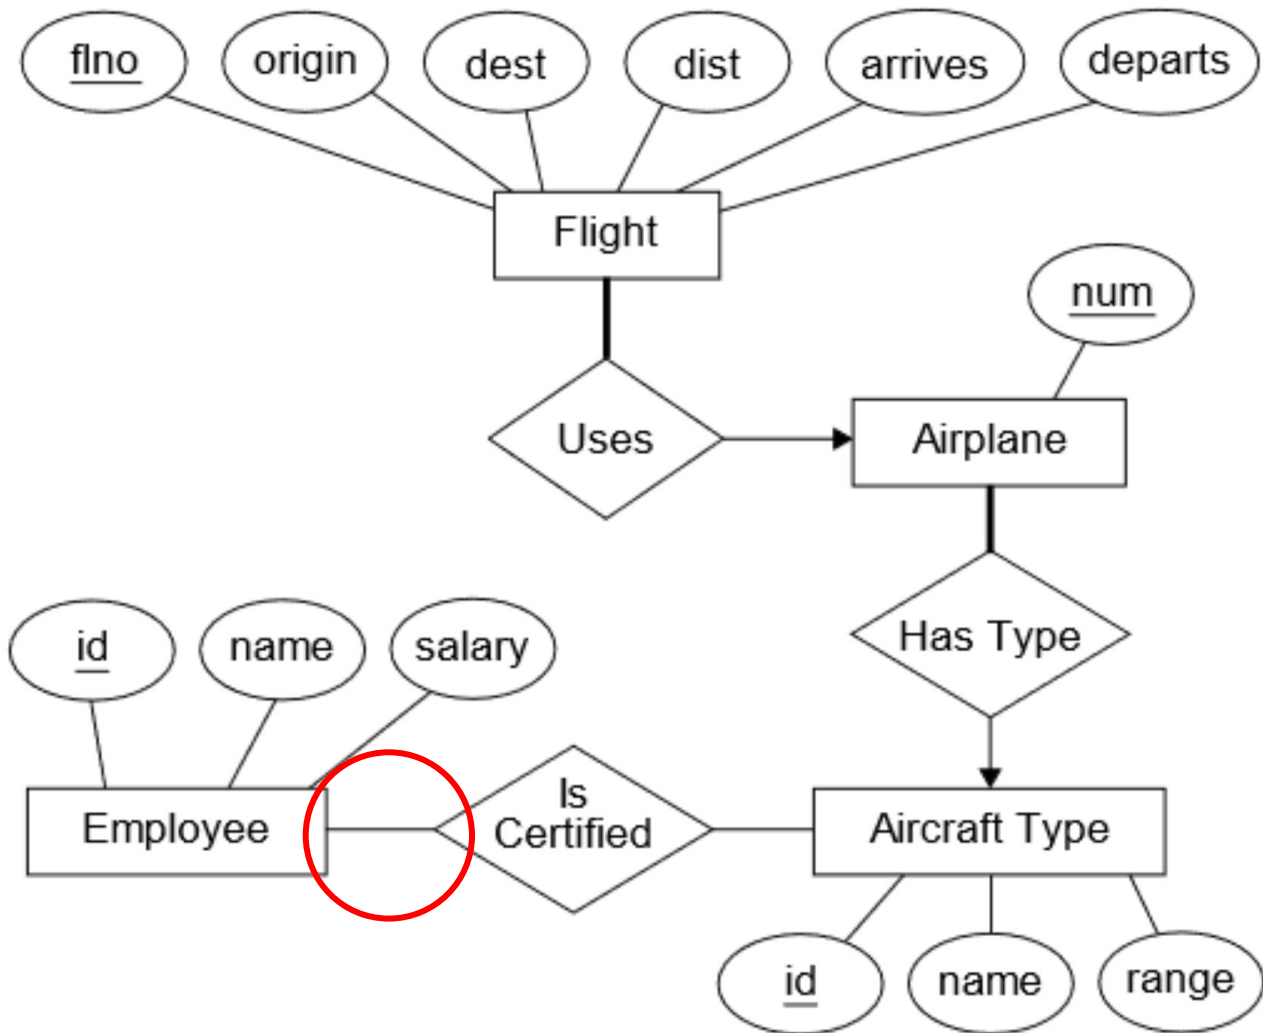 flno
origin
dest
dist
arrives
departs
Flight
num
Uses
Airplane
id
name
salary
Has Type
Employee
Is
Certified
Aircraft Type
id
name
range